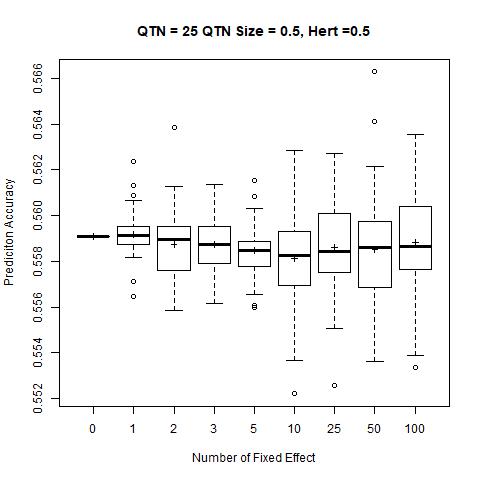 QTN = 25 QTN Size = 0.5, Hert =0.5
Prediciton Accuracy
0.566
0.564
0.562
0.560
0.558
0.556
0.554
0.552
0 1 2 3 5 10 25 50 100
Number of Fixed Effect